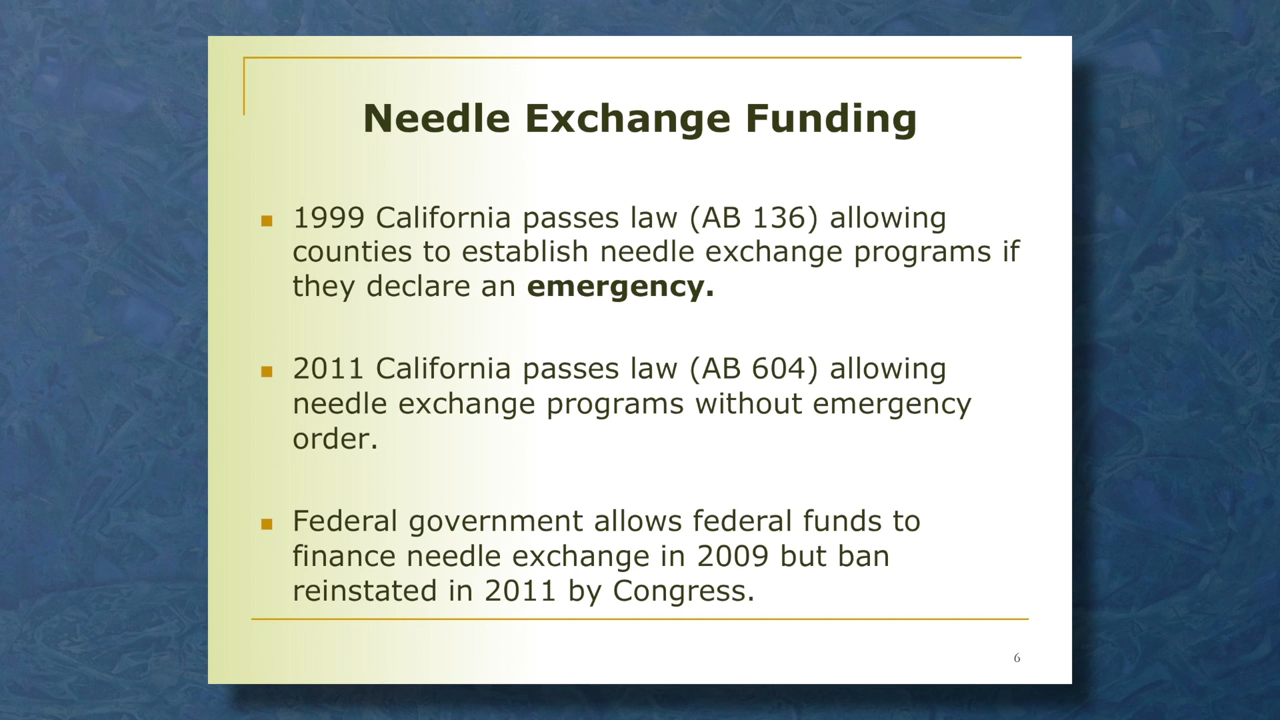 Needle Exchange Funding
1999 California passes law (AB 136) allowing
counties to establish needle exchange programs if
they declare an emergency.
2011 California passes law (AB 604) allowing
needle exchange programs without emergency
order.
Federal government allows federal funds to
finance needle exchange in 2009 but ban
reinstated in 2011 by Congress.
6